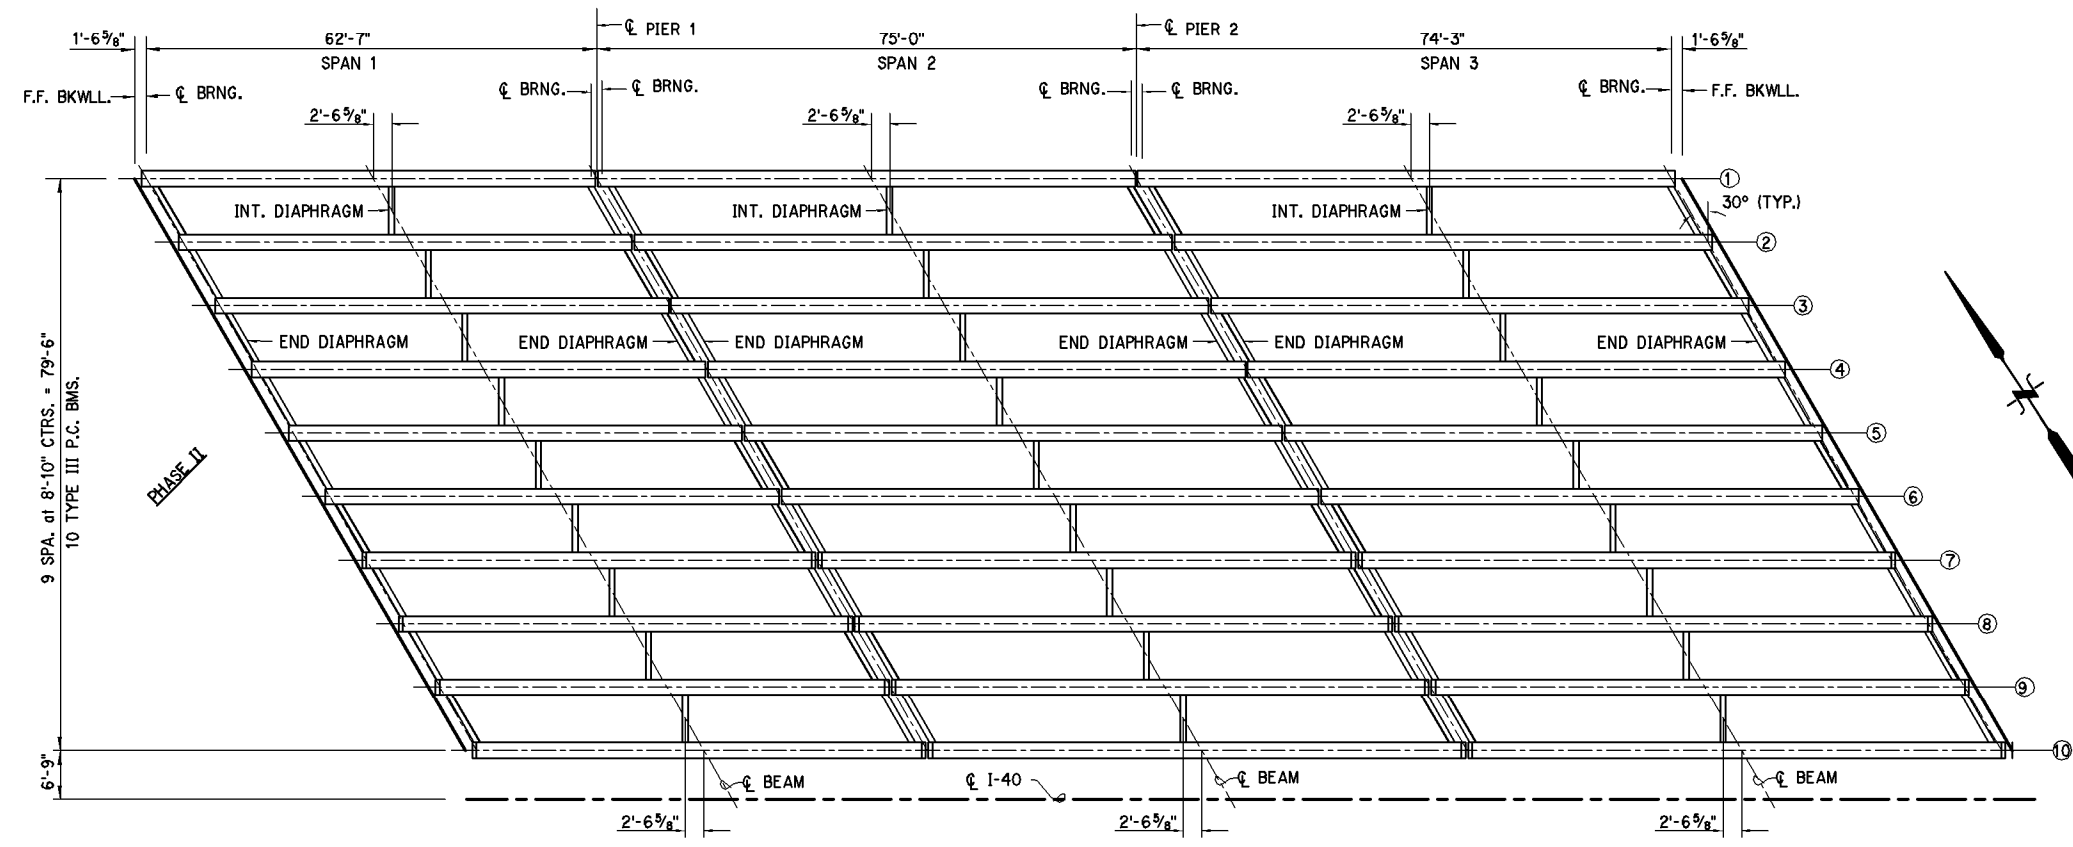 ℄ PIER 1
℄ PIER 2
1'-6⅝"
62'-7"
75'-0"
74'-3"
1'-6⅝"
SPAN 1
SPAN 2
SPAN 3
F.F. BKWLL.
℄ BRNG.
℄ BRNG.
℄ BRNG.
℄ BRNG.
℄ BRNG.
℄ BRNG.
F.F. BKWLL.
2'-6⅝"
2'-6⅝"
2'-6⅝"
1
30° (TYP.)
INT. DIAPHRAGM
INT. DIAPHRAGM
INT. DIAPHRAGM
2
3
END DIAPHRAGM
END DIAPHRAGM
END DIAPHRAGM
END DIAPHRAGM
END DIAPHRAGM
END DIAPHRAGM
4
N
5
PHASE II
9 SPA. at 8'-10" CTRS. = 79'-6"
10 TYPE III P.C. BMS.
6
7
8
9
10
6'-9"
℄ BEAM
℄ I-40
℄ BEAM
℄ BEAM
2'-6⅝"
2'-6⅝"
2'-6⅝"